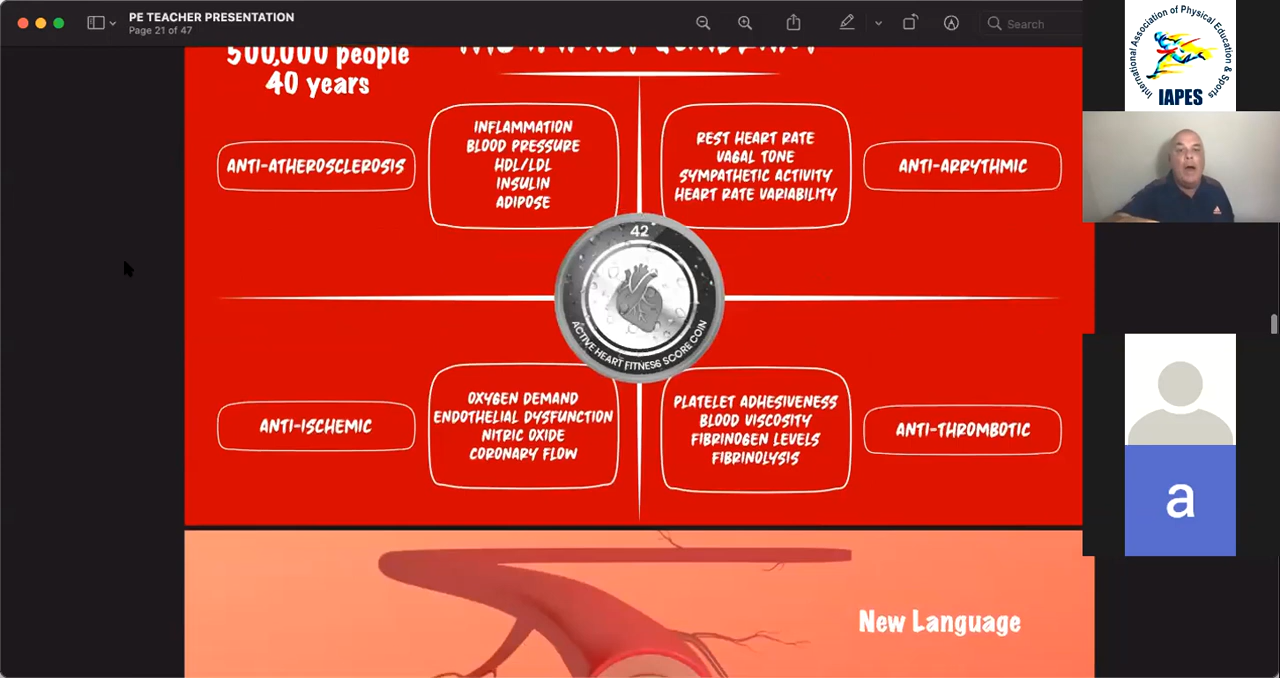 PE TEACHER PRESENTATION
Page 21 of 47
Search
International Association of Physical Education & Sports
IAPES
500,000 people
40 years
ANTI-ATHEROSCLEROSIS
INFLAMMATION
BLOOD PRESSURE
HDL/LDL
INSULIN
ADIPOSE
REST HEART RATE
VAGAL TONE
SYMPATHETIC ACTIVITY
HEART RATE VARIABILITY
ANTI-ARRYTHMIC
42
ACTIVE HEART FITNESS SCORE COIN
ANTI-ISCHEMIC
OXYGEN DEMAND
ENDOTHELIAL DYSFUNCTION
NITRIC OXIDE
CORONARY FLOW
PLATELET ADHESIVENESS
BLOOD VISCOSITY
FIBRINOGEN LEVELS
FIBRINOLYSIS
ANTI-THROMBOTIC
a
New Language